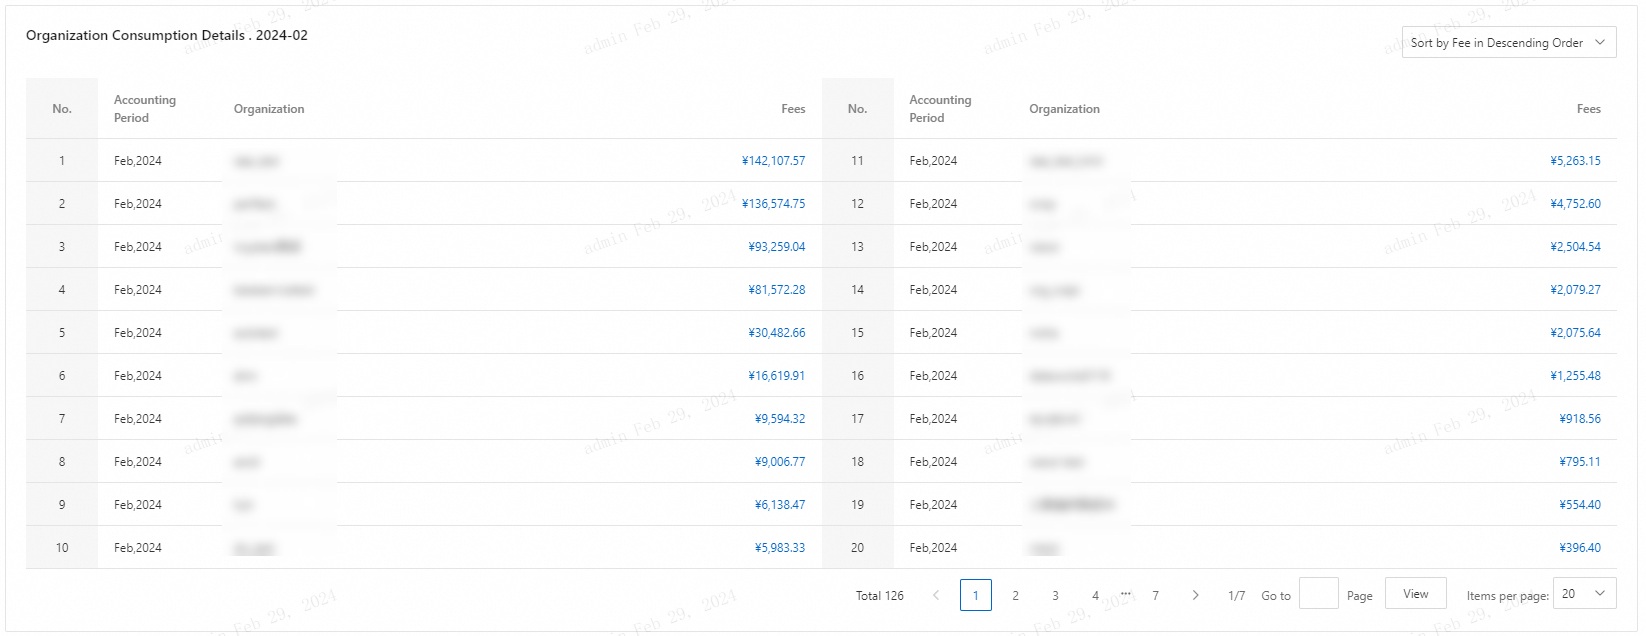 Organization Consumption Details . 2024-02
Sort by Fee in Descending Order
No. Accounting Period Organization Fees No. Accounting Period Organization Fees
1 Feb,2024 ¥142,107.57 11 Feb,2024 ¥5,263.15
2 Feb,2024 ¥136,574.75 12 Feb,2024 ¥4,752.60
3 Feb,2024 ¥93,259.04 13 Feb,2024 ¥2,504.54
4 Feb,2024 ¥81,572.28 14 Feb,2024 ¥2,079.27
5 Feb,2024 ¥30,482.66 15 Feb,2024 ¥2,075.64
6 Feb,2024 ¥16,619.91 16 Feb,2024 ¥1,255.48
7 Feb,2024 ¥9,594.32 17 Feb,2024 ¥918.56
8 Feb,2024 ¥9,006.77 18 Feb,2024 ¥795.11
9 Feb,2024 ¥6,138.47 19 Feb,2024 ¥554.40
10 Feb,2024 ¥5,983.33 20 Feb,2024 ¥396.40
Total 126 1 2 3 4 ••• 7 1/7 Go to Page View Items per page: 20
admin Feb 29, 2024